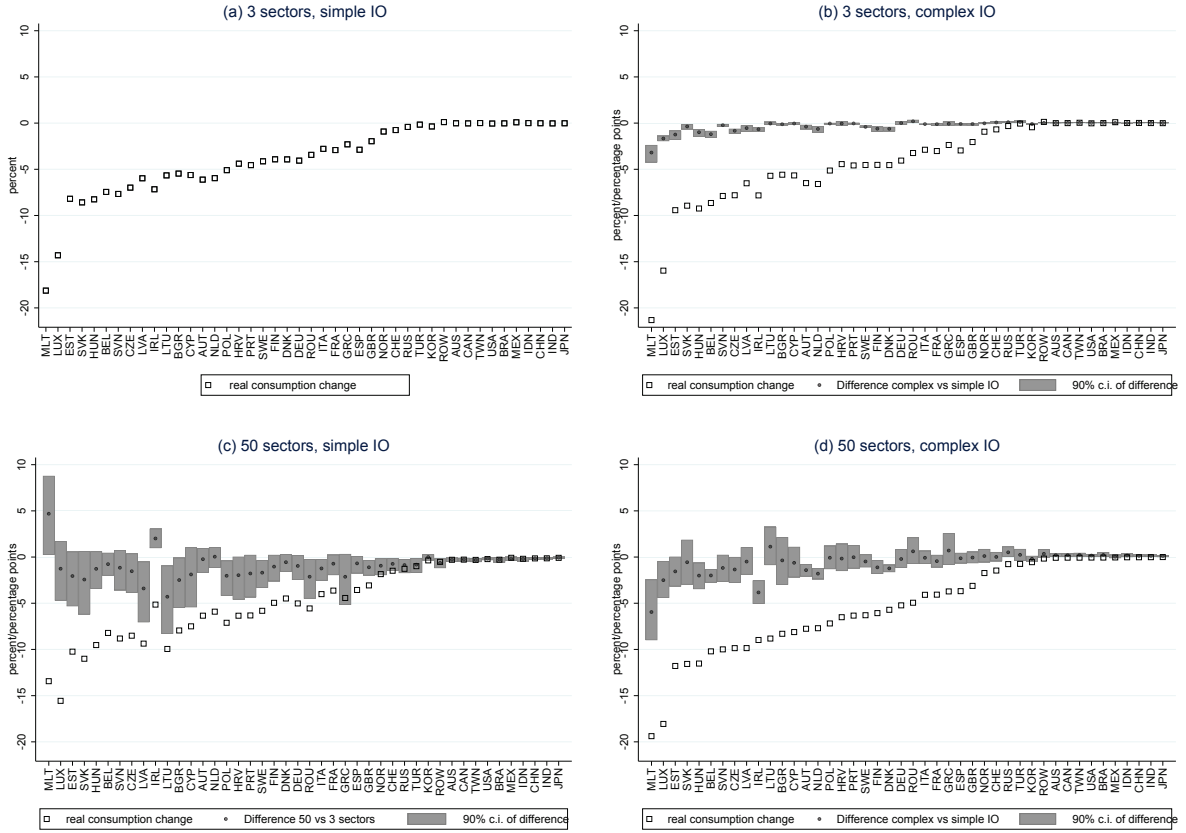 (a) 3 sectors, simple IO
percent
10
5
0
-5
-10
-15
-20
MLT LUX EST SVK HUN BEL SVN CZE LVA IRL LTU BGR CYP AUT NLD POL HRV PRT SWE FIN DNK DEU ROU ITA FRA GRC ESP GBR NOR CHE RUS TUR KOR ROW AUS CAN TWN USA BRA MEX IDN CHN IND JPN
real consumption change
(b) 3 sectors, complex IO
percent/percentage points
10
5
0
-5
-10
-15
-20
MLT LUX EST SVK HUN BEL SVN CZE LVA IRL LTU BGR CYP AUT NLD POL HRV PRT SWE FIN DNK DEU ROU ITA FRA GRC ESP GBR NOR CHE RUS TUR KOR ROW AUS CAN TWN USA BRA MEX IDN CHN IND JPN
real consumption change Difference complex vs simple IO 90% c.i. of difference
(c) 50 sectors, simple IO
percent/percentage points
10
5
0
-5
-10
-15
-20
MLT LUX EST SVK HUN BEL SVN CZE LVA IRL LTU BGR CYP AUT NLD POL HRV PRT SWE FIN DNK DEU ROU ITA FRA GRC ESP GBR NOR CHE RUS TUR KOR ROW AUS CAN TWN USA BRA MEX IDN CHN IND JPN
real consumption change Difference 50 vs 3 sectors 90% c.i. of difference
(d) 50 sectors, complex IO
percent/percentage points
10
5
0
-5
-10
-15
-20
MLT LUX EST SVK HUN BEL SVN CZE LVA IRL LTU BGR CYP AUT NLD POL HRV PRT SWE FIN DNK DEU ROU ITA FRA GRC ESP GBR NOR CHE RUS TUR KOR ROW AUS CAN TWN USA BRA MEX IDN CHN IND JPN
real consumption change Difference complex vs simple IO 90% c.i. of difference